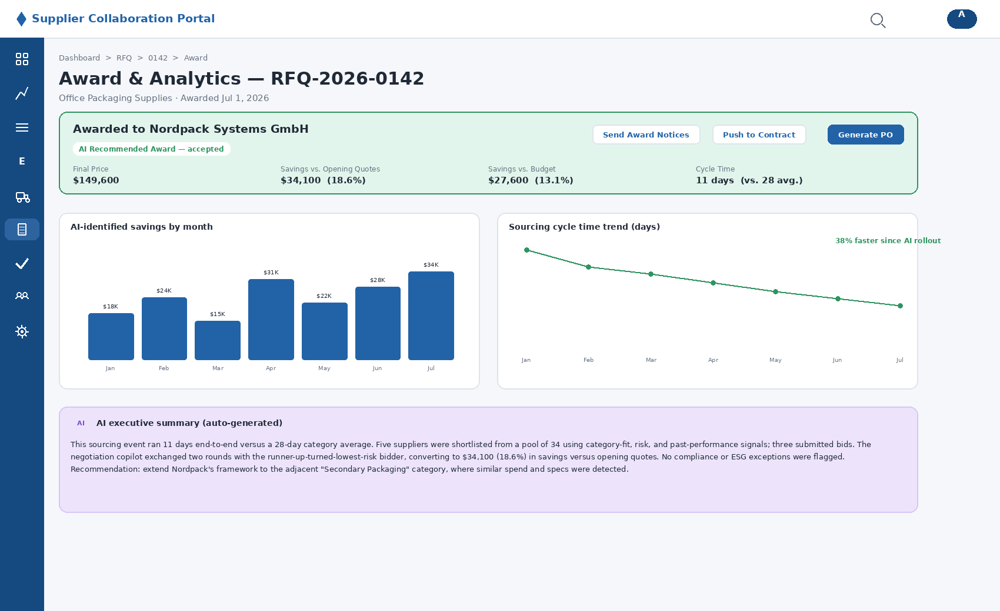 Supplier Collaboration Portal
A
Dashboard > RFQ > 0142 > Award
Award & Analytics — RFQ-2026-0142
Office Packaging Supplies · Awarded Jul 1, 2026
E
Awarded to Nordpack Systems GmbH
Send Award Notices
Push to Contract
Generate PO
AI Recommended Award — accepted
Final Price
Savings vs. Opening Quotes
Savings vs. Budget
Cycle Time
$149,600
$34,100 (18.6%)
$27,600 (13.1%)
11 days (vs. 28 avg.)
AI-identified savings by month
$18K
$24K
$15K
$31K
$22K
$28K
$34K
Jan
Feb
Mar
Apr
May
Jun
Jul
Sourcing cycle time trend (days)
38% faster since AI rollout
Jan
Feb
Mar
Apr
May
Jun
Jul
AI
AI executive summary (auto-generated)
This sourcing event ran 11 days end-to-end versus a 28-day category average. Five suppliers were shortlisted from a pool of 34 using category-fit, risk, and past-performance signals; three submitted bids. The
negotiation copilot exchanged two rounds with the runner-up-turned-lowest-risk bidder, converting to $34,100 (18.6%) in savings versus opening quotes. No compliance or ESG exceptions were flagged.
Recommendation: extend Nordpack's framework to the adjacent "Secondary Packaging" category, where similar spend and specs were detected.